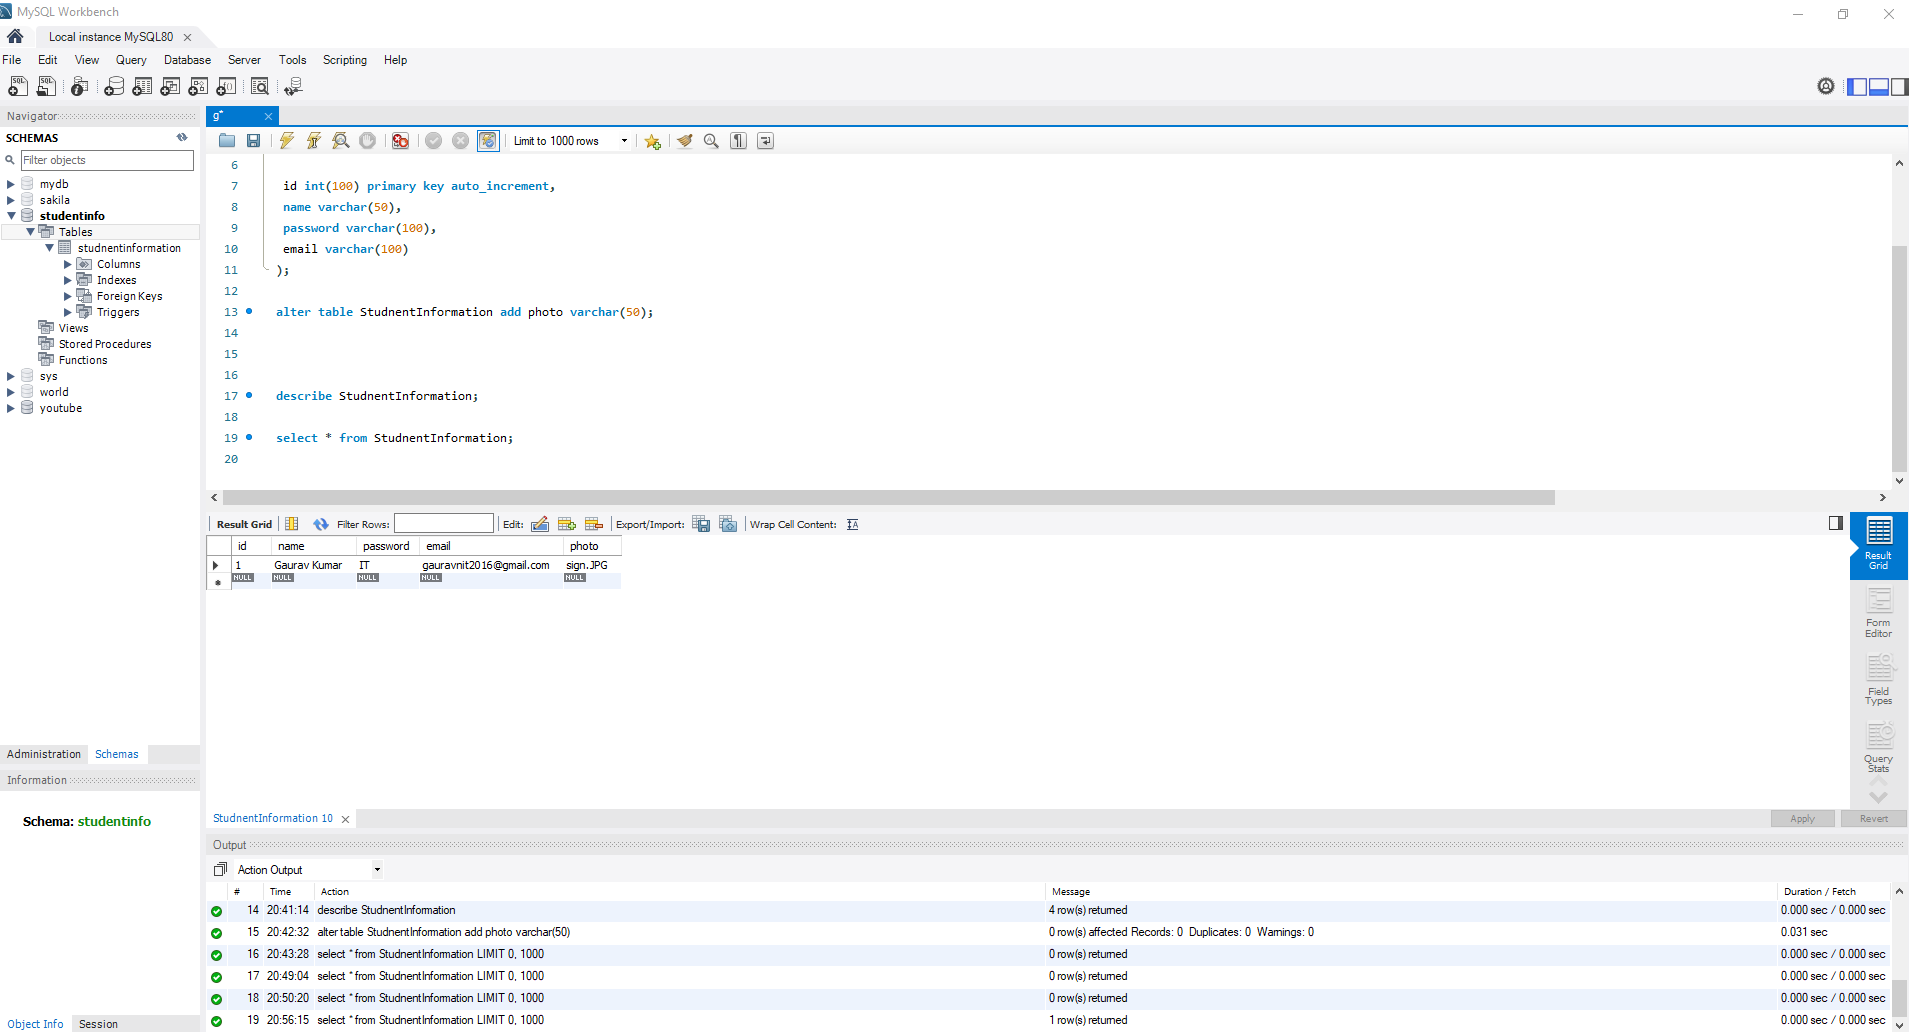 MySQL Workbench
Local instance MySQL80
File Edit View Query Database Server Tools Scripting Help
Navigator
SCHEMAS
Filter objects
mydb
sakila
studentinfo
Tables
studnentinformation
Columns
Indexes
Foreign Keys
Triggers
Views
Stored Procedures
Functions
sys
world
youtube
Administration Schemas
Information
Schema: studentinfo
Object Info Session
g*
Limit to 1000 rows
6
7 id int(100) primary key auto_increment,
8 name varchar(50),
9 password varchar(100),
10 email varchar(100)
11 );
12
13 alter table StudnentInformation add photo varchar(50);
14
15
16
17 describe StudnentInformation;
18
19 select * from StudnentInformation;
20
Result Grid Filter Rows: Edit: Export/Import: Wrap Cell Content:
id name password email photo
1 Gaurav Kumar IT gauravnit2016@gmail.com sign.JPG
NULL NULL NULL NULL NULL
Result Grid
Form Editor
Field Types
Query Stats
StudnentInformation 10
Apply Revert
Output
Action Output
# Time Action Message Duration / Fetch
14 20:41:14 describe StudnentInformation 4 row(s) returned 0.000 sec / 0.000 sec
15 20:42:32 alter table StudnentInformation add photo varchar(50) 0 row(s) affected Records: 0 Duplicates: 0 Warnings: 0 0.031 sec
16 20:43:28 select * from StudnentInformation LIMIT 0, 1000 0 row(s) returned 0.000 sec / 0.000 sec
17 20:49:04 select * from StudnentInformation LIMIT 0, 1000 0 row(s) returned 0.000 sec / 0.000 sec
18 20:50:20 select * from StudnentInformation LIMIT 0, 1000 0 row(s) returned 0.000 sec / 0.000 sec
19 20:56:15 select * from StudnentInformation LIMIT 0, 1000 1 row(s) returned 0.000 sec / 0.000 sec